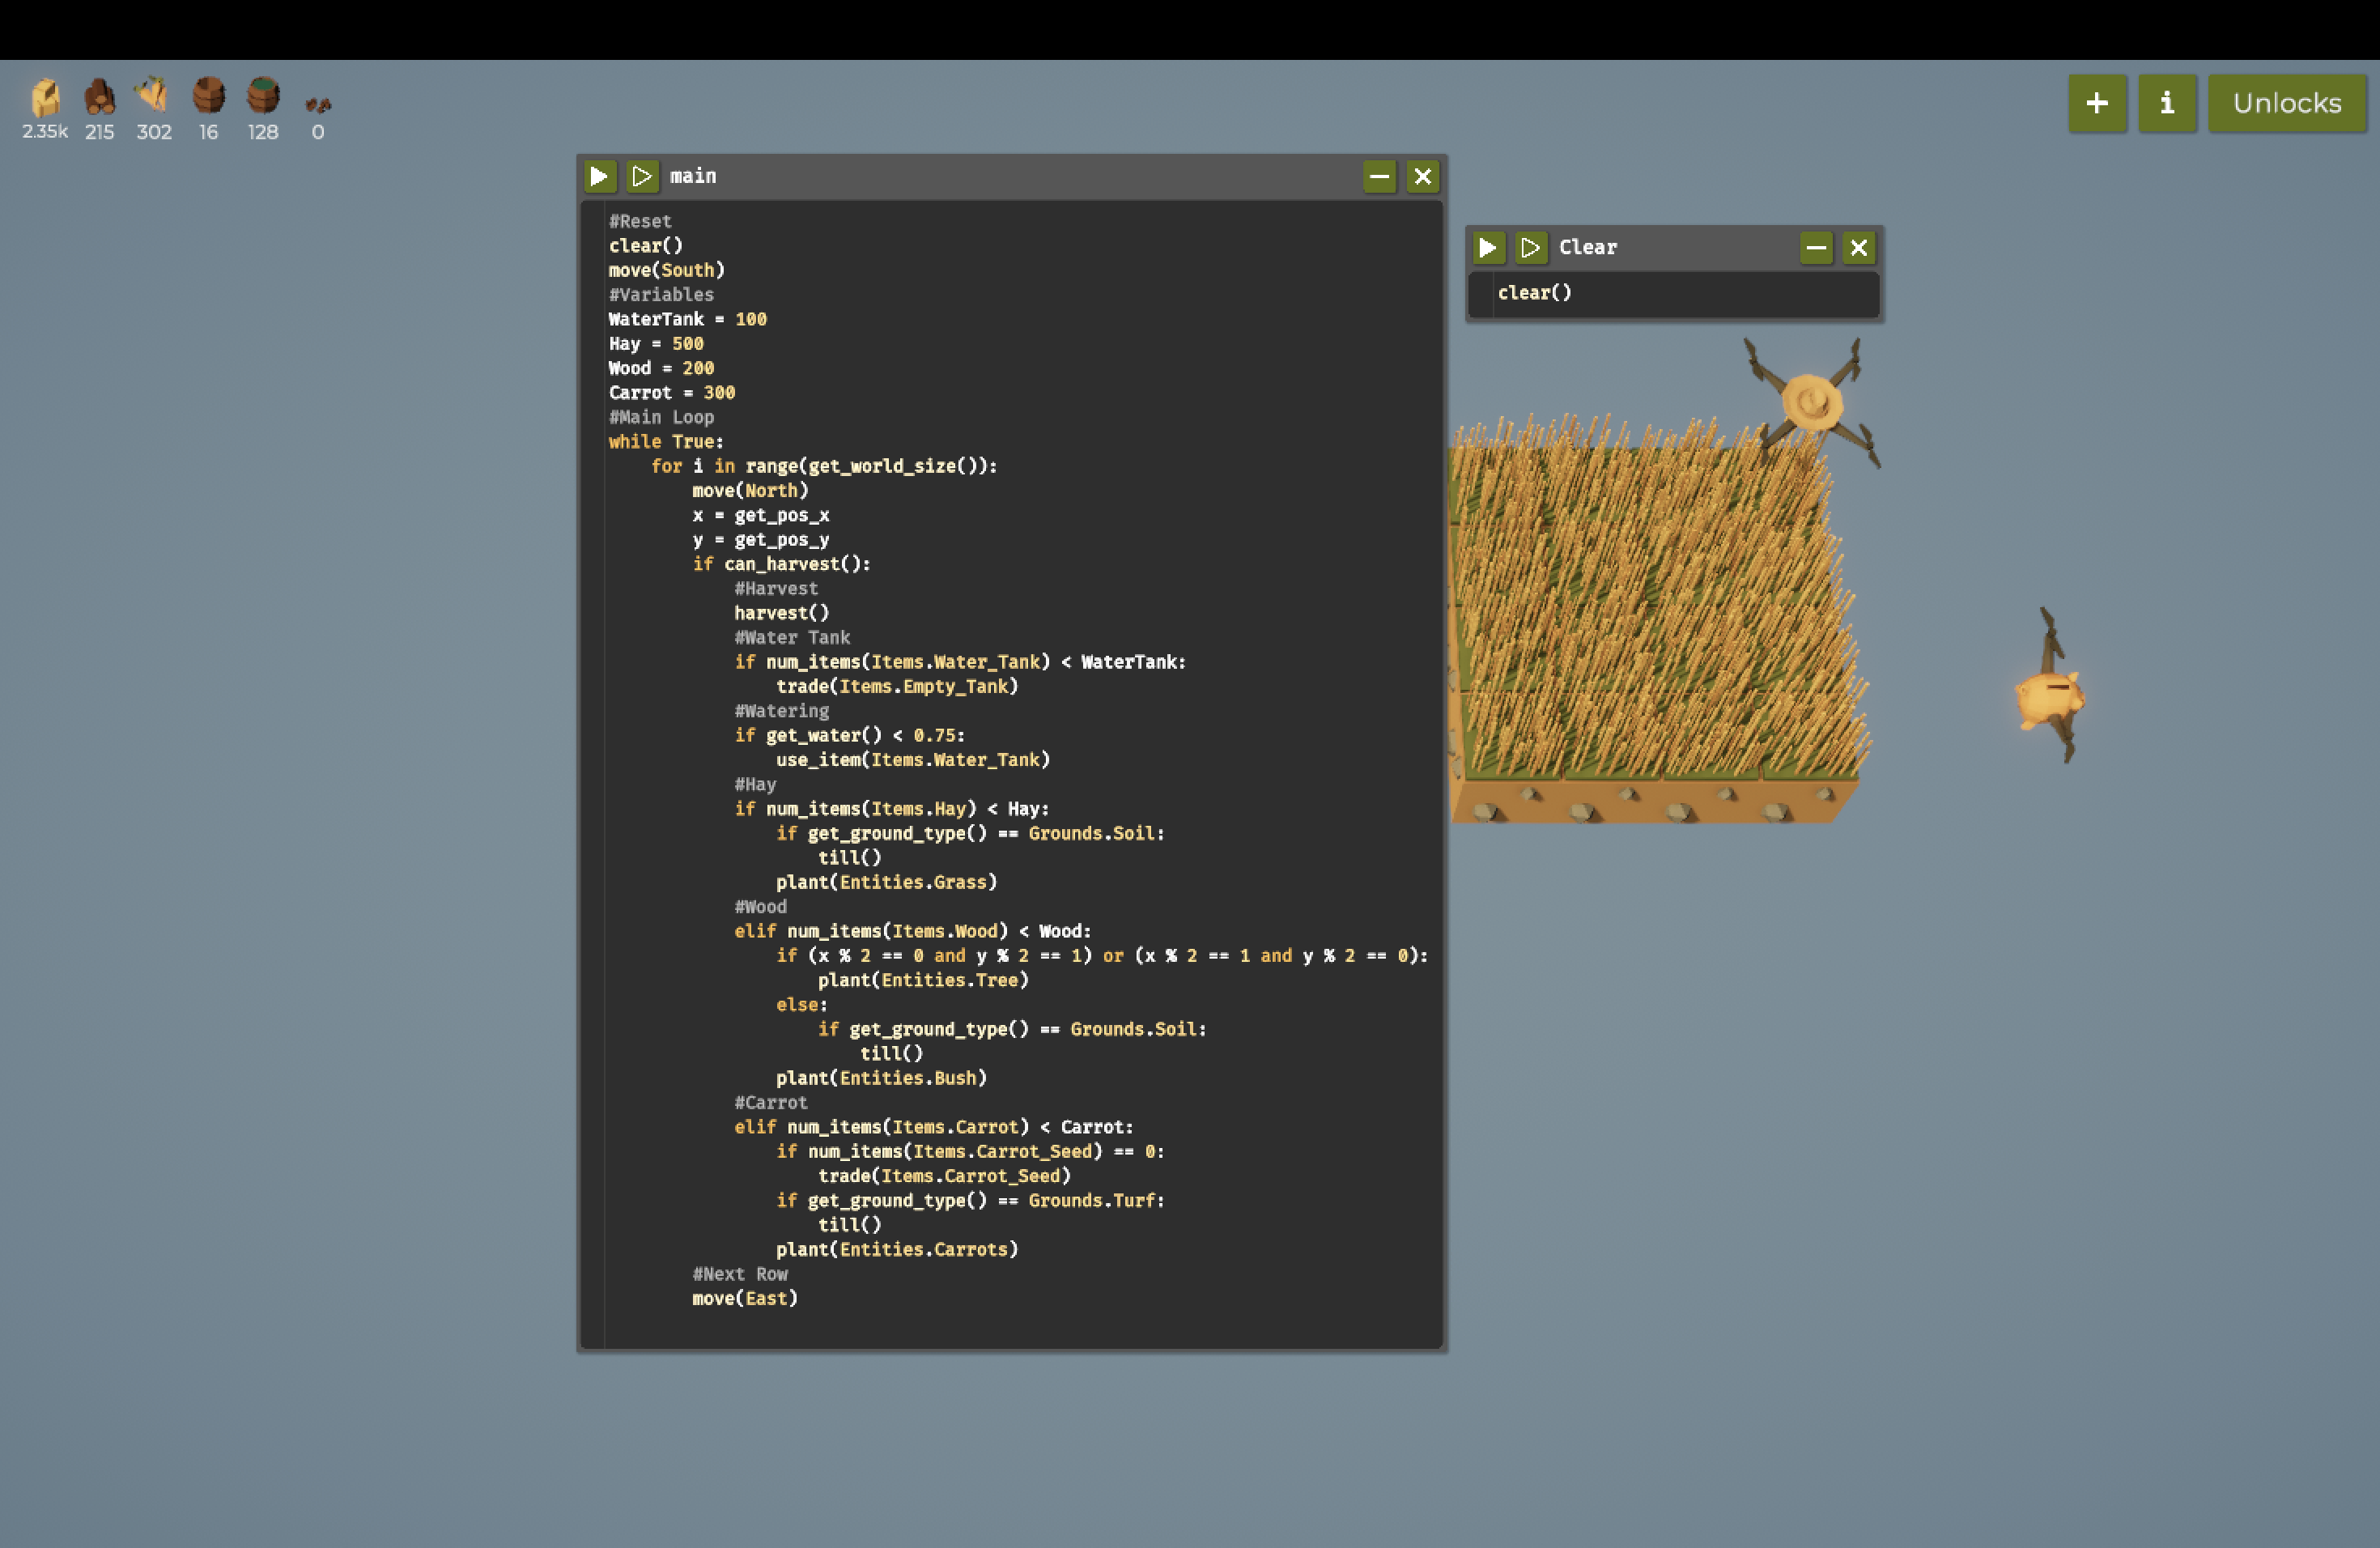 2.35k 215 302 16 128 0
+ i Unlocks
main
#Reset
clear()
move(South)
#Variables
WaterTank = 100
Hay = 500
Wood = 200
Carrot = 300
#Main Loop
while True:
    for i in range(get_world_size()):
        move(North)
        x = get_pos_x
        y = get_pos_y
        if can_harvest():
            #Harvest
            harvest()
            #Water Tank
            if num_items(Items.Water_Tank) < WaterTank:
                trade(Items.Empty_Tank)
            #Watering
            if get_water() < 0.75:
                use_item(Items.Water_Tank)
            #Hay
            if num_items(Items.Hay) < Hay:
                if get_ground_type() == Grounds.Soil:
                    till()
                plant(Entities.Grass)
            #Wood
            elif num_items(Items.Wood) < Wood:
                if (x % 2 == 0 and y % 2 == 1) or (x % 2 == 1 and y % 2 == 0):
                    plant(Entities.Tree)
                else:
                    if get_ground_type() == Grounds.Soil:
                        till()
                plant(Entities.Bush)
            #Carrot
            elif num_items(Items.Carrot) < Carrot:
                if num_items(Items.Carrot_Seed) == 0:
                    trade(Items.Carrot_Seed)
                if get_ground_type() == Grounds.Turf:
                    till()
                plant(Entities.Carrots)
        #Next Row
        move(East)
Clear
clear()